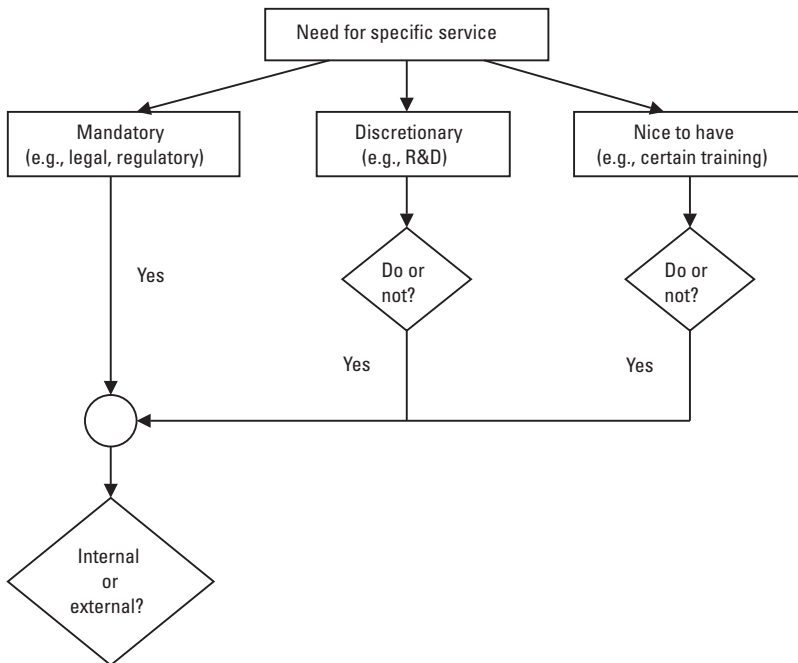 Need for specific service
Mandatory
(e.g., legal, regulatory)
Discretionary
(e.g., R&D)
Nice to have
(e.g., certain training)
Yes
Do or
not?
Do or
not?
Yes
Yes
Internal
or
external?